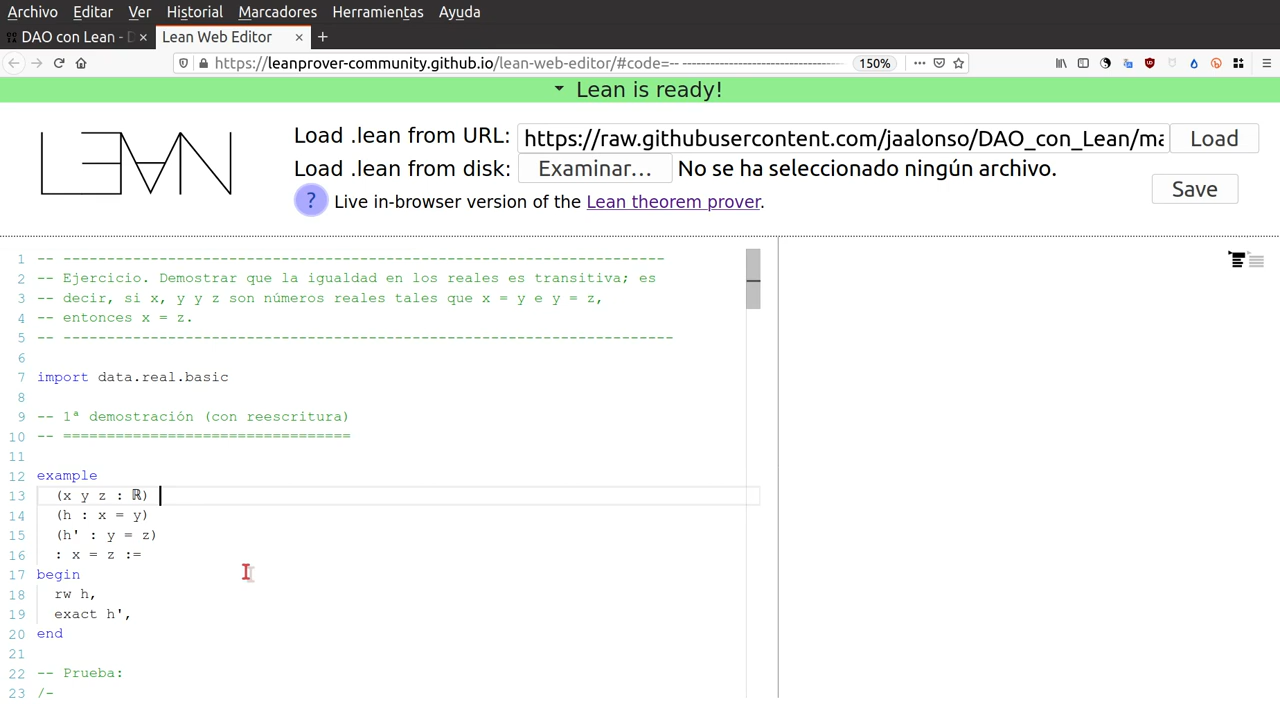 Archivo Editar Ver Historial Marcadores Herramientas Ayuda
DAO con Lean - D × Lean Web Editor × +
https://leanprover-community.github.io/lean-web-editor/#code=-- ---------------------------------- 150%
Lean is ready!
LEAN
Load .lean from URL: https://raw.githubusercontent.com/jaalonso/DAO_con_Lean/ma Load
Load .lean from disk: Examinar... No se ha seleccionado ningún archivo.
Save
? Live in-browser version of the Lean theorem prover.
1 -- ---------------------------------------------------------------------
2 -- Ejercicio. Demostrar que la igualdad en los reales es transitiva; es
3 -- decir, si x, y y z son números reales tales que x = y e y = z,
4 -- entonces x = z.
5 -- ----------------------------------------------------------------------
6
7 import data.real.basic
8
9 -- 1ª demostración (con reescritura)
10 -- =================================
11
12 example
13 (x y z : ℝ)
14 (h : x = y)
15 (h' : y = z)
16 : x = z :=
17 begin
18 rw h,
19 exact h',
20 end
21
22 -- Prueba:
23 /-